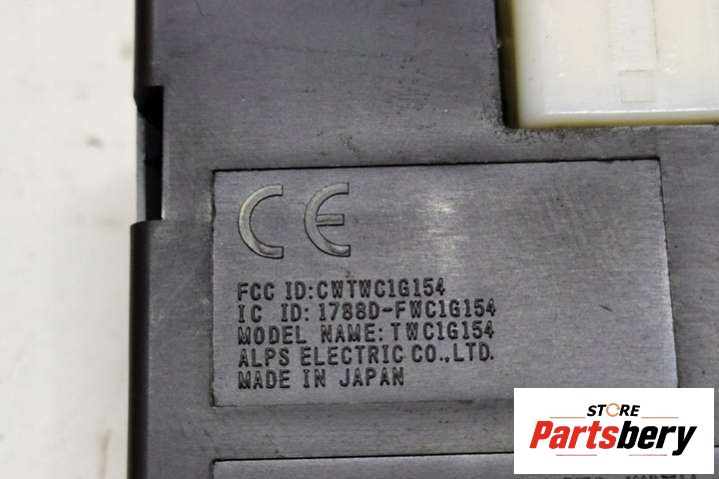 CE
FCC ID:CWTWC1G154
IC ID:1788D-FWC1G154
MODEL NAME:TWC1G154
ALPS ELECTRIC CO.,LTD.
MADE IN JAPAN
STORE
Partsbery